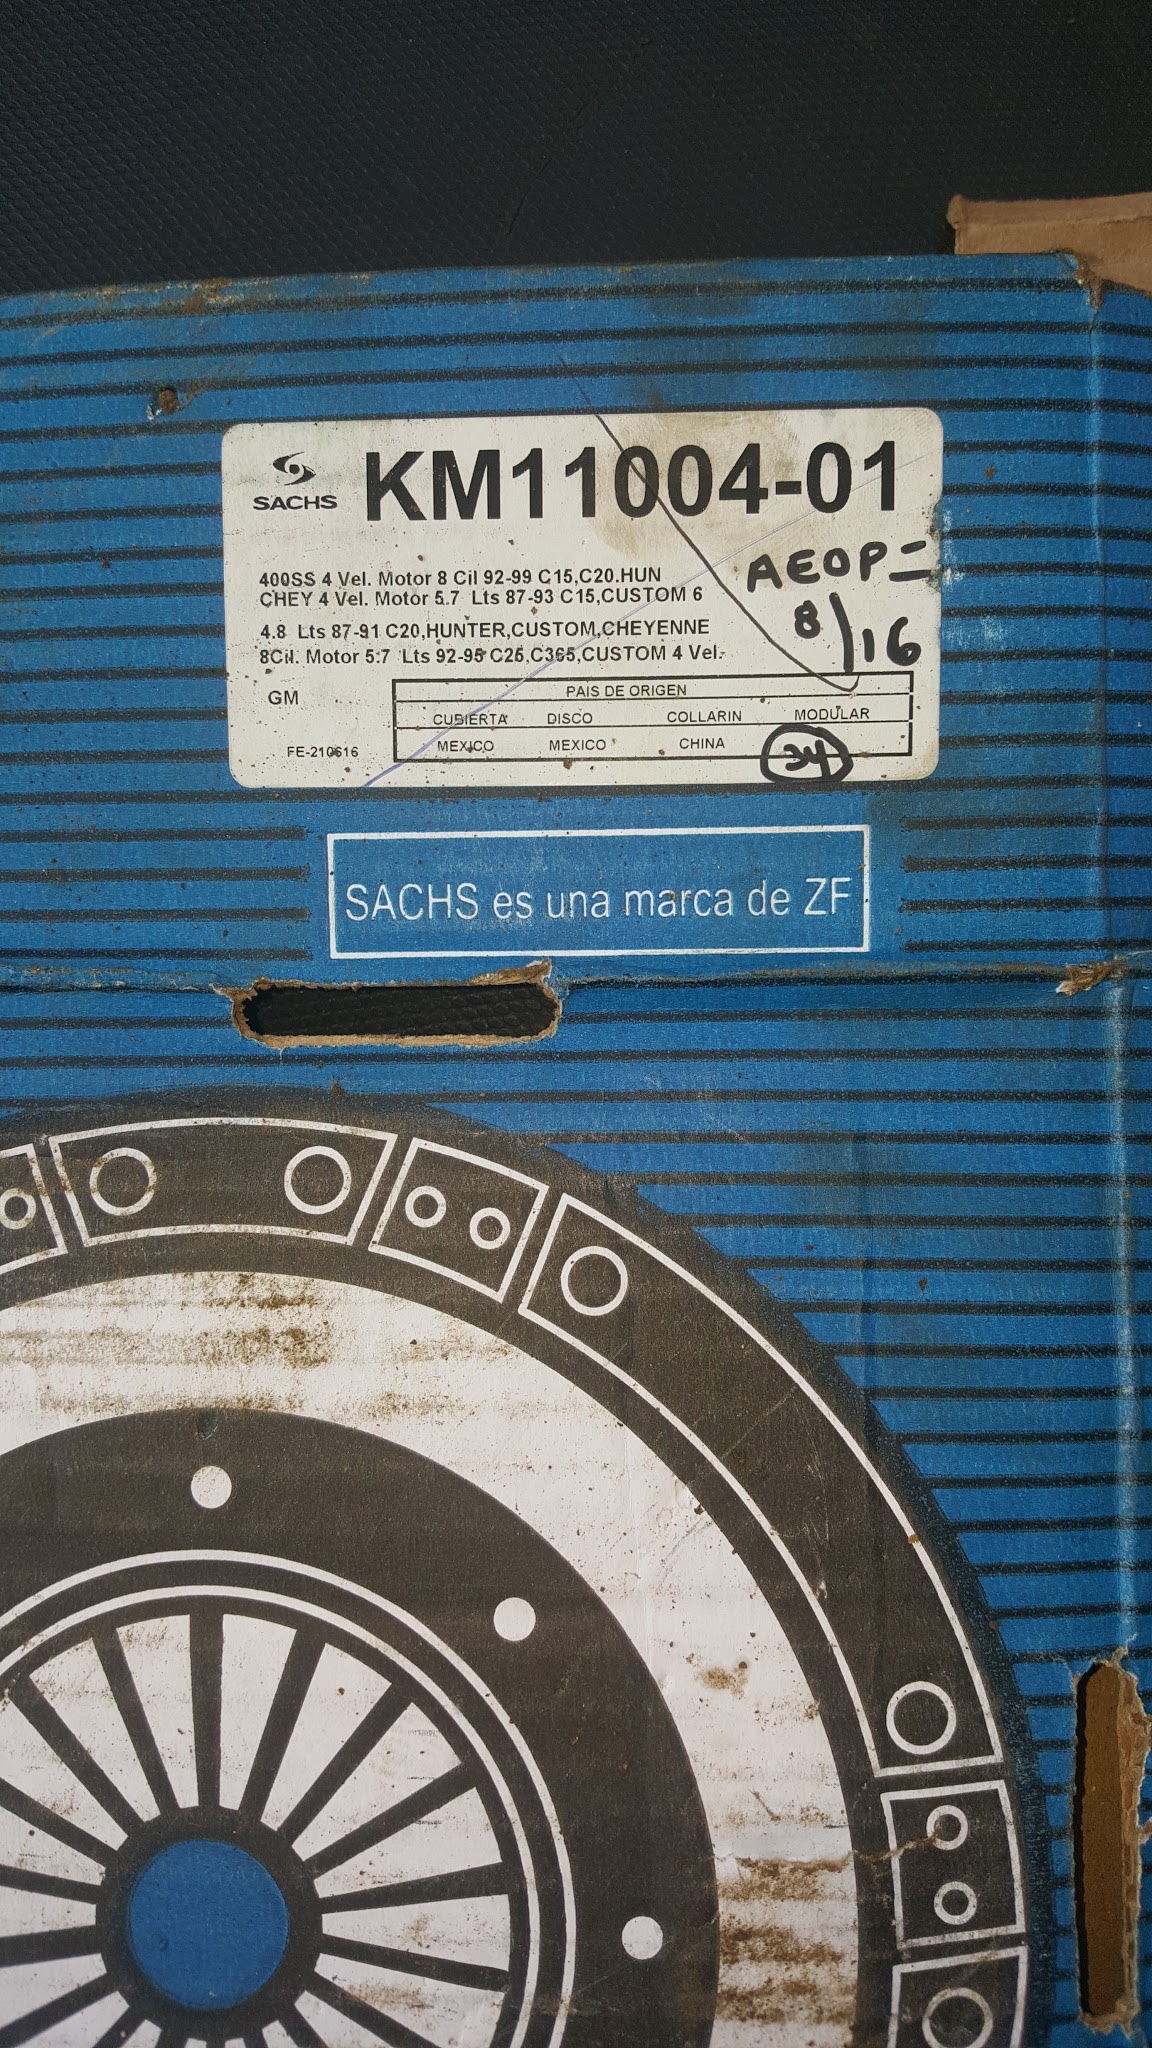 SACHS KM11004-01
400SS 4 Vel. Motor 8 Cil 92-99 C15,C20.HUN
CHEY 4 Vel. Motor 5.7 Lts 87-93 C15,CUSTOM 6
4.8 Lts 87-91 C20,HUNTER,CUSTOM,CHEYENNE
8Cil. Motor 5:7 Lts 92-95 C25,C365,CUSTOM 4 Vel.
AEOP=
8/16
GM
PAIS DE ORIGEN
CUBIERTA DISCO COLLARIN MODULAR
FE-210616 MEXICO MEXICO CHINA
34
SACHS es una marca de ZF